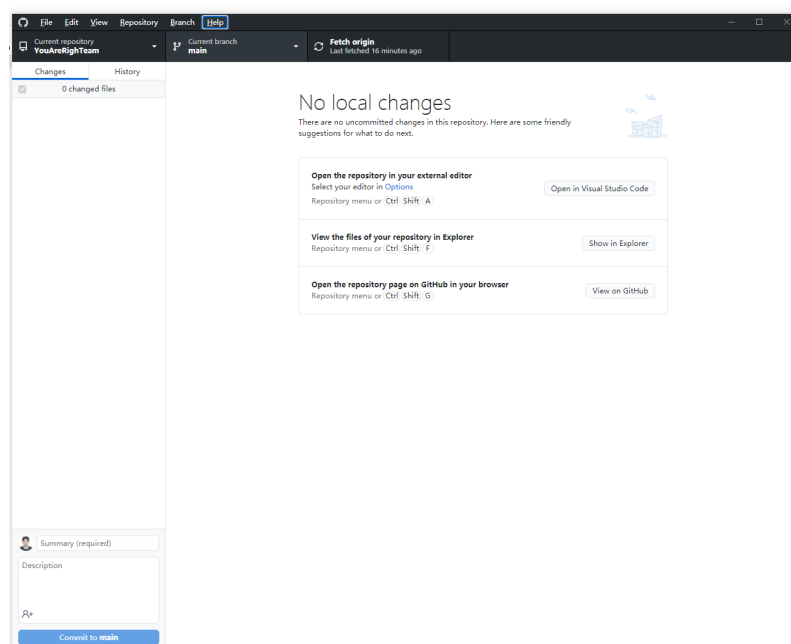 File Edit View Repository Branch Help
Current repository
YouAreRighTeam
Current branch
main
Fetch origin
Last fetched 16 minutes ago
Changes History
0 changed files
No local changes
There are no uncommitted changes in this repository. Here are some friendly
suggestions for what to do next.
Open the repository in your external editor
Select your editor in Options
Repository menu or Ctrl Shift A
Open in Visual Studio Code
View the files of your repository in Explorer
Repository menu or Ctrl Shift F
Show in Explorer
Open the repository page on GitHub in your browser
Repository menu or Ctrl Shift G
View on GitHub
Summary (required)
Description
Commit to main